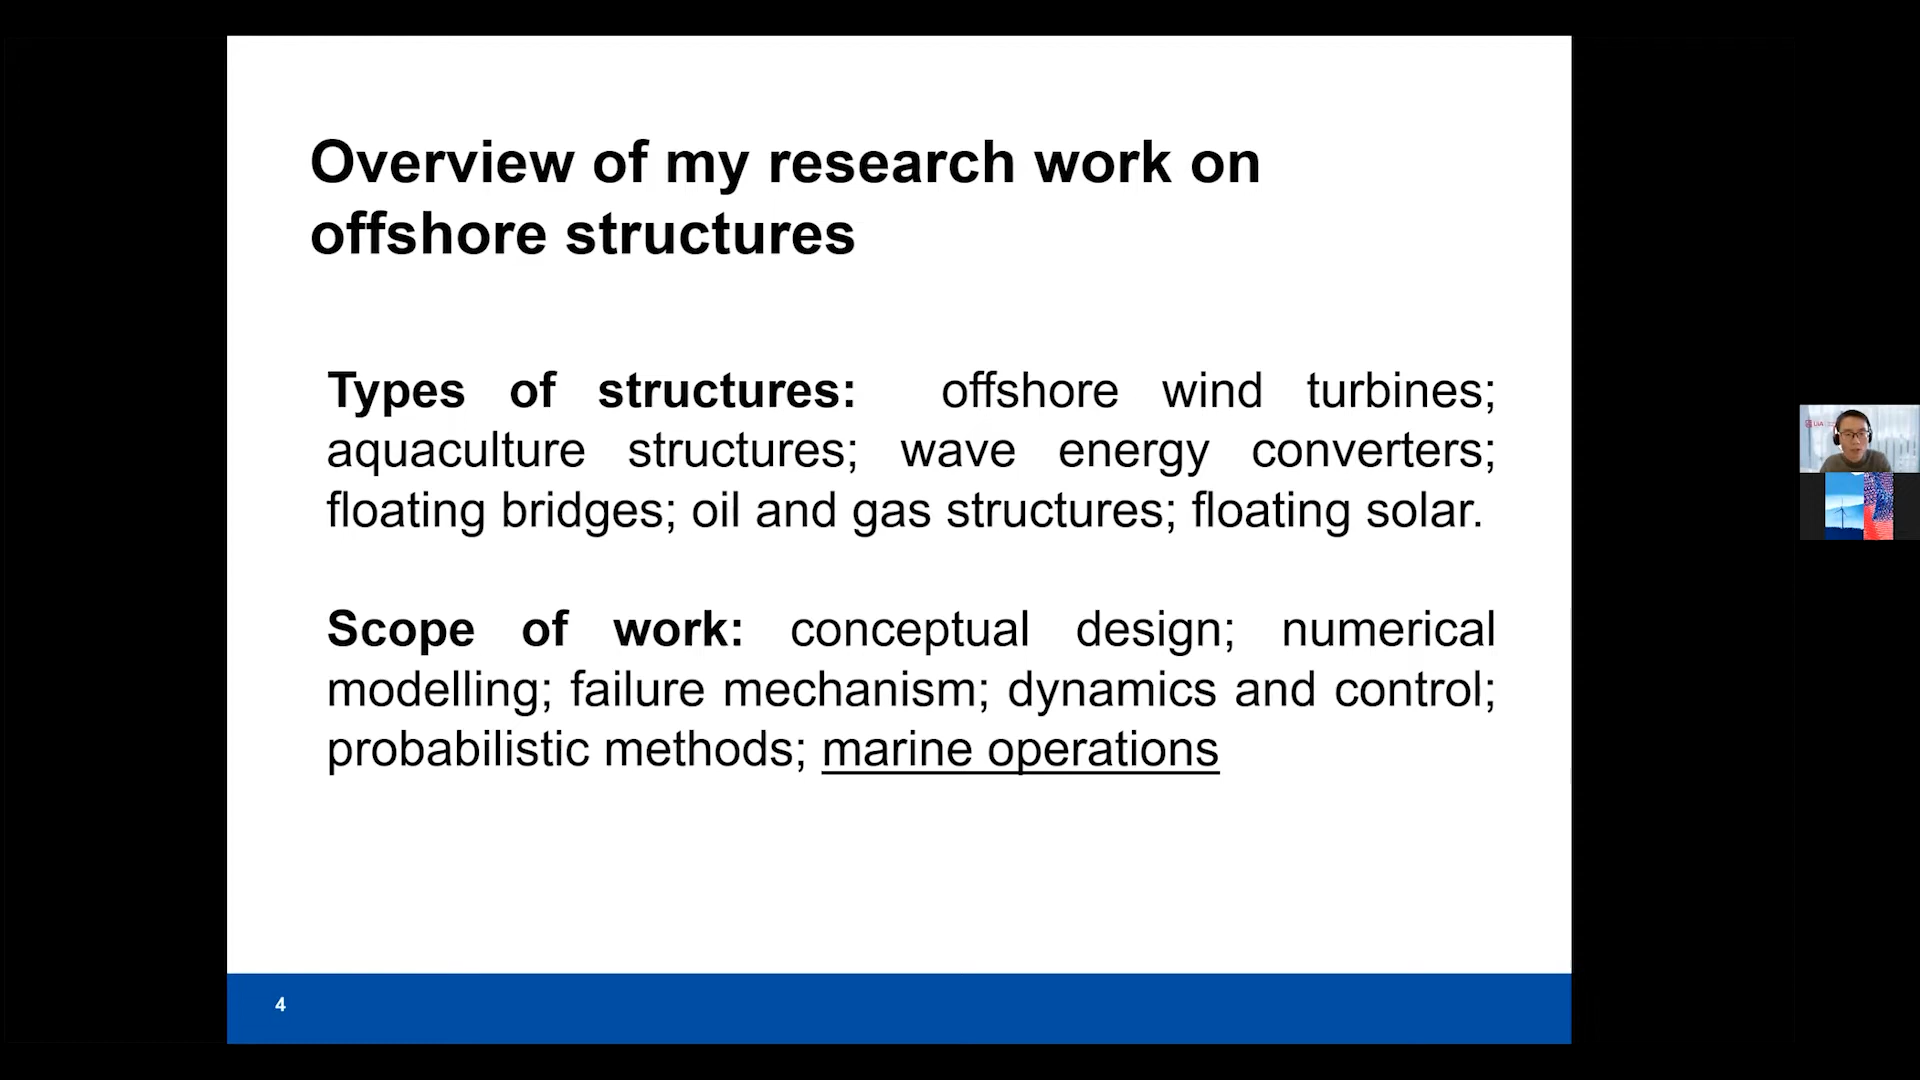 Overview of my research work on
offshore structures
Types of structures: offshore wind turbines;
aquaculture structures; wave energy converters;
floating bridges; oil and gas structures; floating solar.
Scope of work: conceptual design; numerical
modelling; failure mechanism; dynamics and control;
probabilistic methods; marine operations
4
UiA